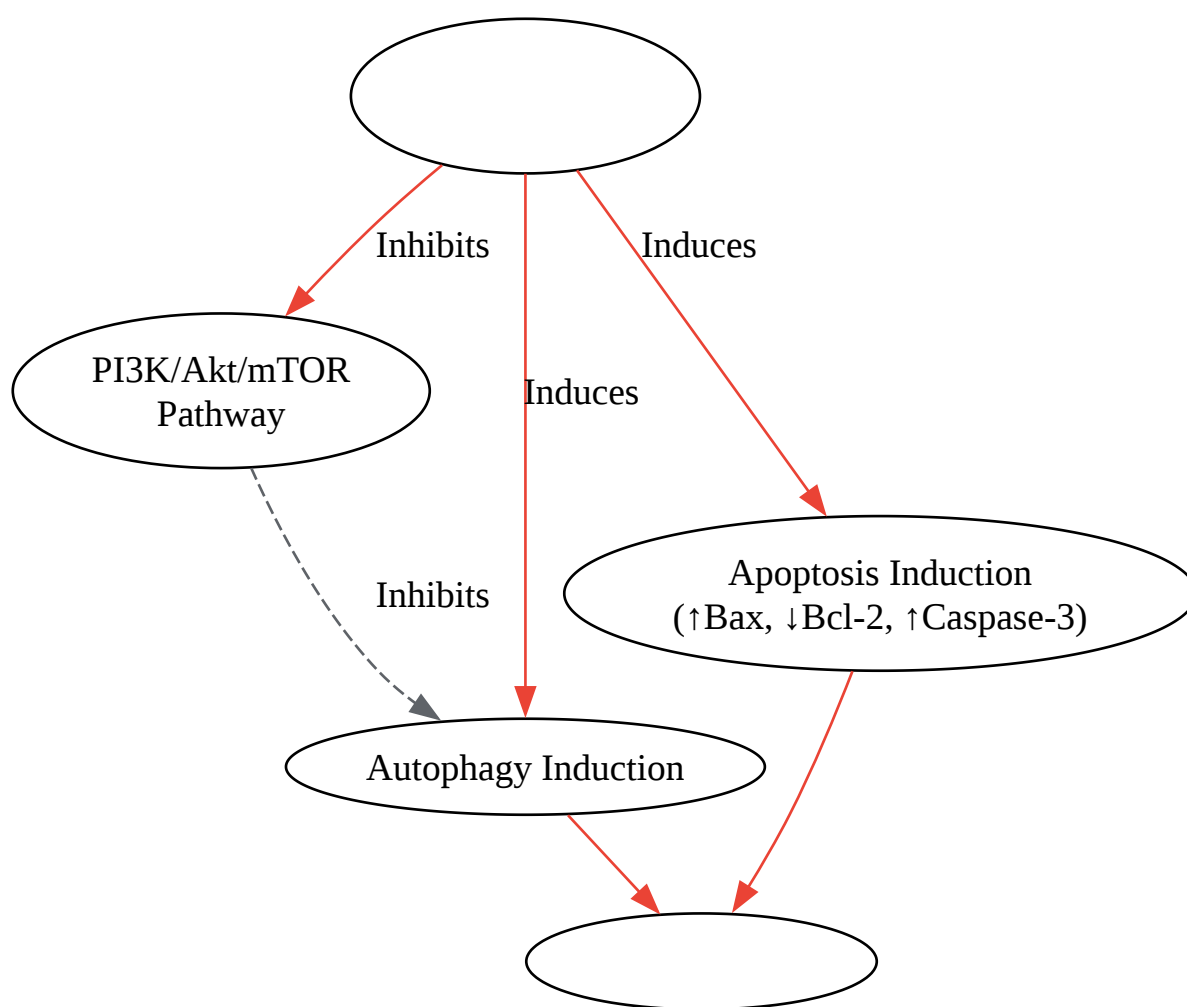 Inhibits
Induces
PI3K/Akt/mTOR
Pathway
Induces
Inhibits
Apoptosis Induction
(↑Bax, ↓Bcl-2, ↑Caspase-3)
Autophagy Induction